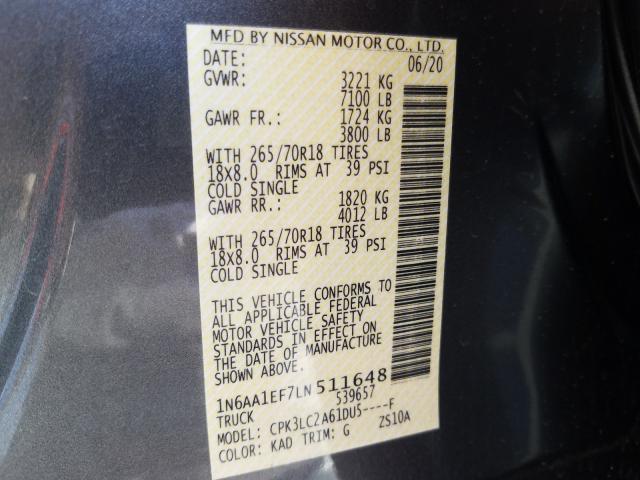 MFD BY NISSAN MOTOR CO., LTD.
DATE: 06/20
GVWR: 3221 KG
7100 LB
GAWR FR.: 1724 KG
3800 LB
WITH 265/70R18 TIRES
18X8.0 RIMS AT 39 PSI
COLD SINGLE
GAWR RR.: 1820 KG
4012 LB
WITH 265/70R18 TIRES
18X8.0 RIMS AT 39 PSI
COLD SINGLE
THIS VEHICLE CONFORMS TO
ALL APPLICABLE FEDERAL
MOTOR VEHICLE SAFETY
STANDARDS IN EFFECT ON
THE DATE OF MANUFACTURE
SHOWN ABOVE.
1N6AA1EF7LN511648
TRUCK 539657
MODEL: CPK3LC2A61DUS----F
COLOR: KAD TRIM: G ZS10A